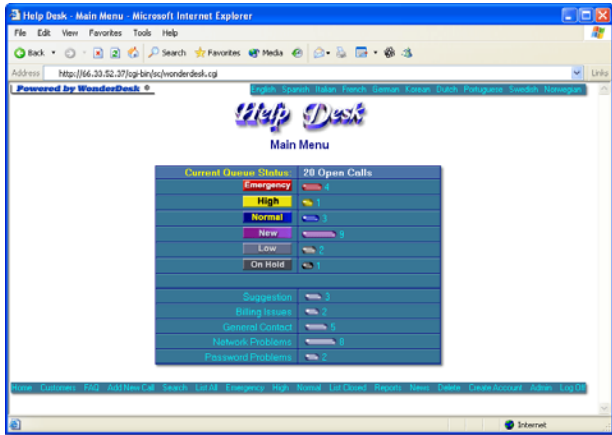 Help Desk - Main Menu - Microsoft Internet Explorer
File Edit View Favorites Tools Help
Back Search Favorites Media
Address http://66.33.52.37/cgi-bin/sc/wonderdesk.cgi Links
Powered by WonderDesk ® English Spanish Italian French German Korean Dutch Portuguese Swedish Norwegian
Help Desk
Main Menu
Current Queue Status: 20 Open Calls
Emergency 4
High 1
Normal 3
New 9
Low 2
On Hold 1
Suggestion 3
Billing Issues 2
General Contact 5
Network Problems 8
Password Problems 2
Home Customers FAQ Add New Call Search List All Emergency High Normal List Closed Reports News Delete Create Account Admin Log Off
Internet